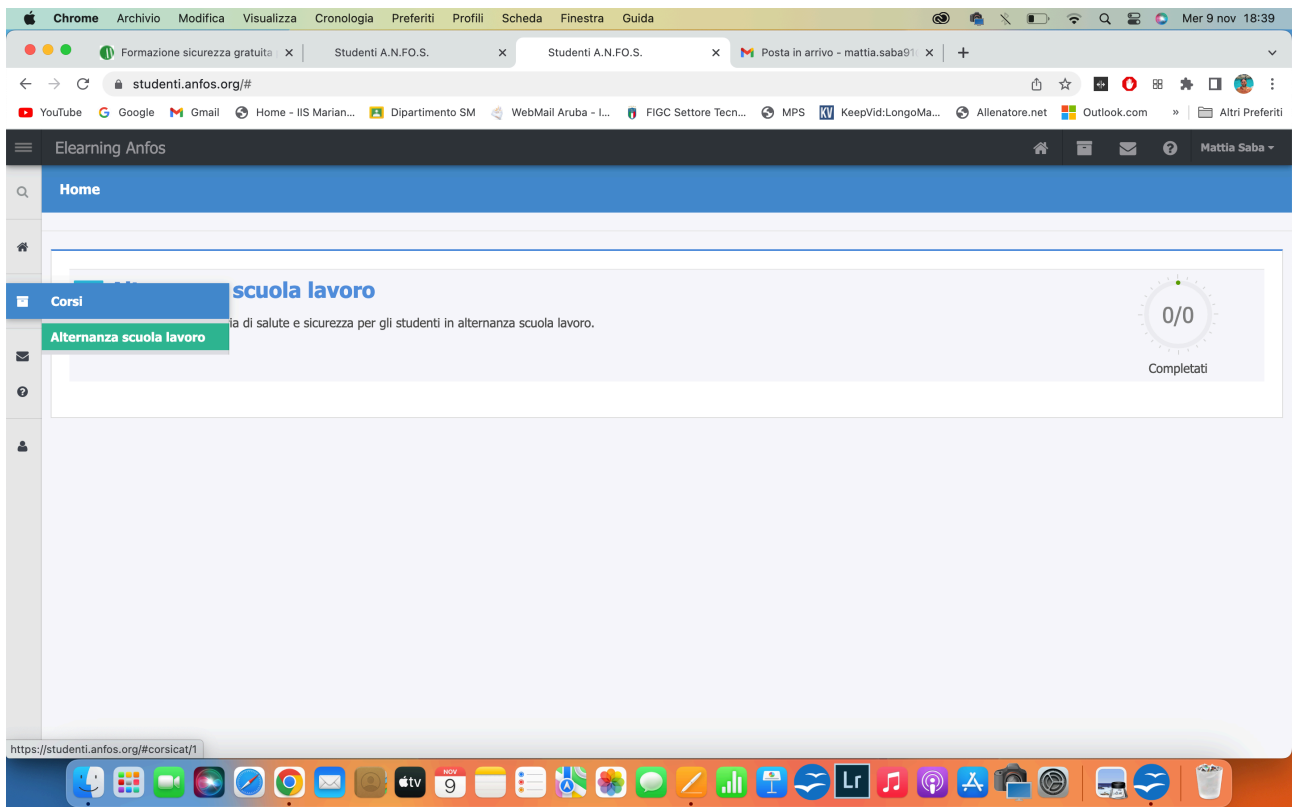 Chrome Archivio Modifica Visualizza Cronologia Preferiti Profili Scheda Finestra Guida Mer 9 nov 18:39
Formazione sicurezza gratuita Studenti A.N.FO.S. Studenti A.N.FO.S. Posta in arrivo - mattia.saba91
studenti.anfos.org/#
YouTube Google Gmail Home - IIS Marian... Dipartimento SM WebMail Aruba - I... FIGC Settore Tecn... MPS KV KeepVid:LongoMa... Allenatore.net Outlook.com » Altri Preferiti
Elearning Anfos Mattia Saba
Home
scuola lavoro
Corsi
0/0
ia di salute e sicurezza per gli studenti in alternanza scuola lavoro.
Alternanza scuola lavoro
Completati
https://studenti.anfos.org/#corsicat/1
tv NOV 9 Lr